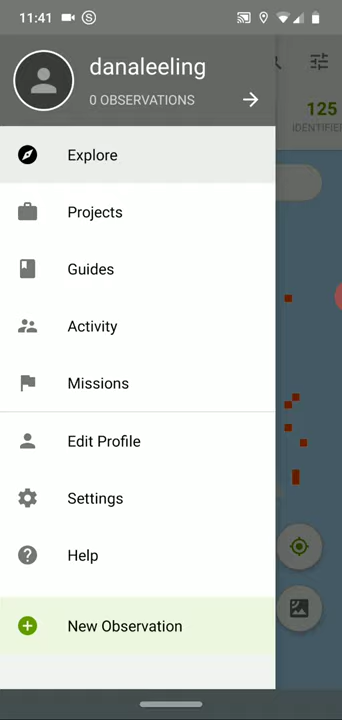 11:41
danaleeling
0 OBSERVATIONS
125
IDENTIFIE
Explore
Projects
Guides
Activity
Missions
Edit Profile
Settings
Help
New Observation